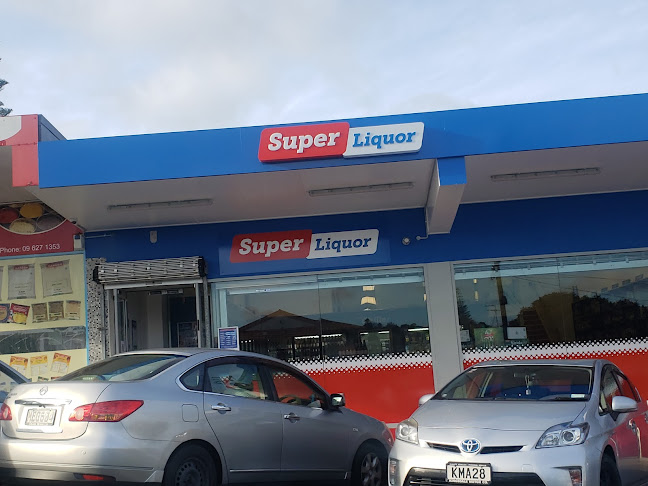 Super Liquor
Super Liquor
Phone: 09 827 1353
KMA28